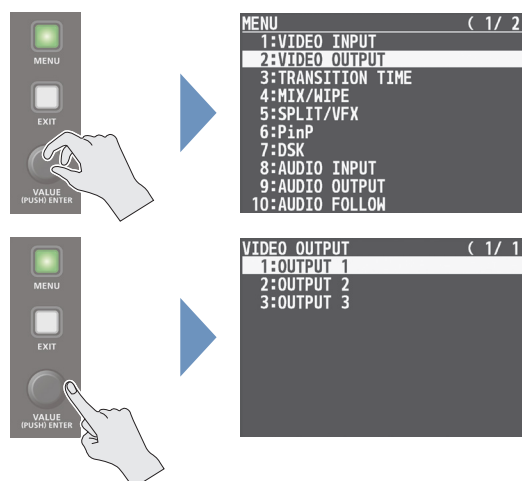 MENU
EXIT
VALUE
(PUSH) ENTER
MENU ( 1/ 2
1:VIDEO INPUT
2:VIDEO OUTPUT
3:TRANSITION TIME
4:MIX/WIPE
5:SPLIT/VFX
6:PinP
7:DSK
8:AUDIO INPUT
9:AUDIO OUTPUT
10:AUDIO FOLLOW
MENU
EXIT
VALUE
(PUSH) ENTER
VIDEO OUTPUT ( 1/ 1
1:OUTPUT 1
2:OUTPUT 2
3:OUTPUT 3